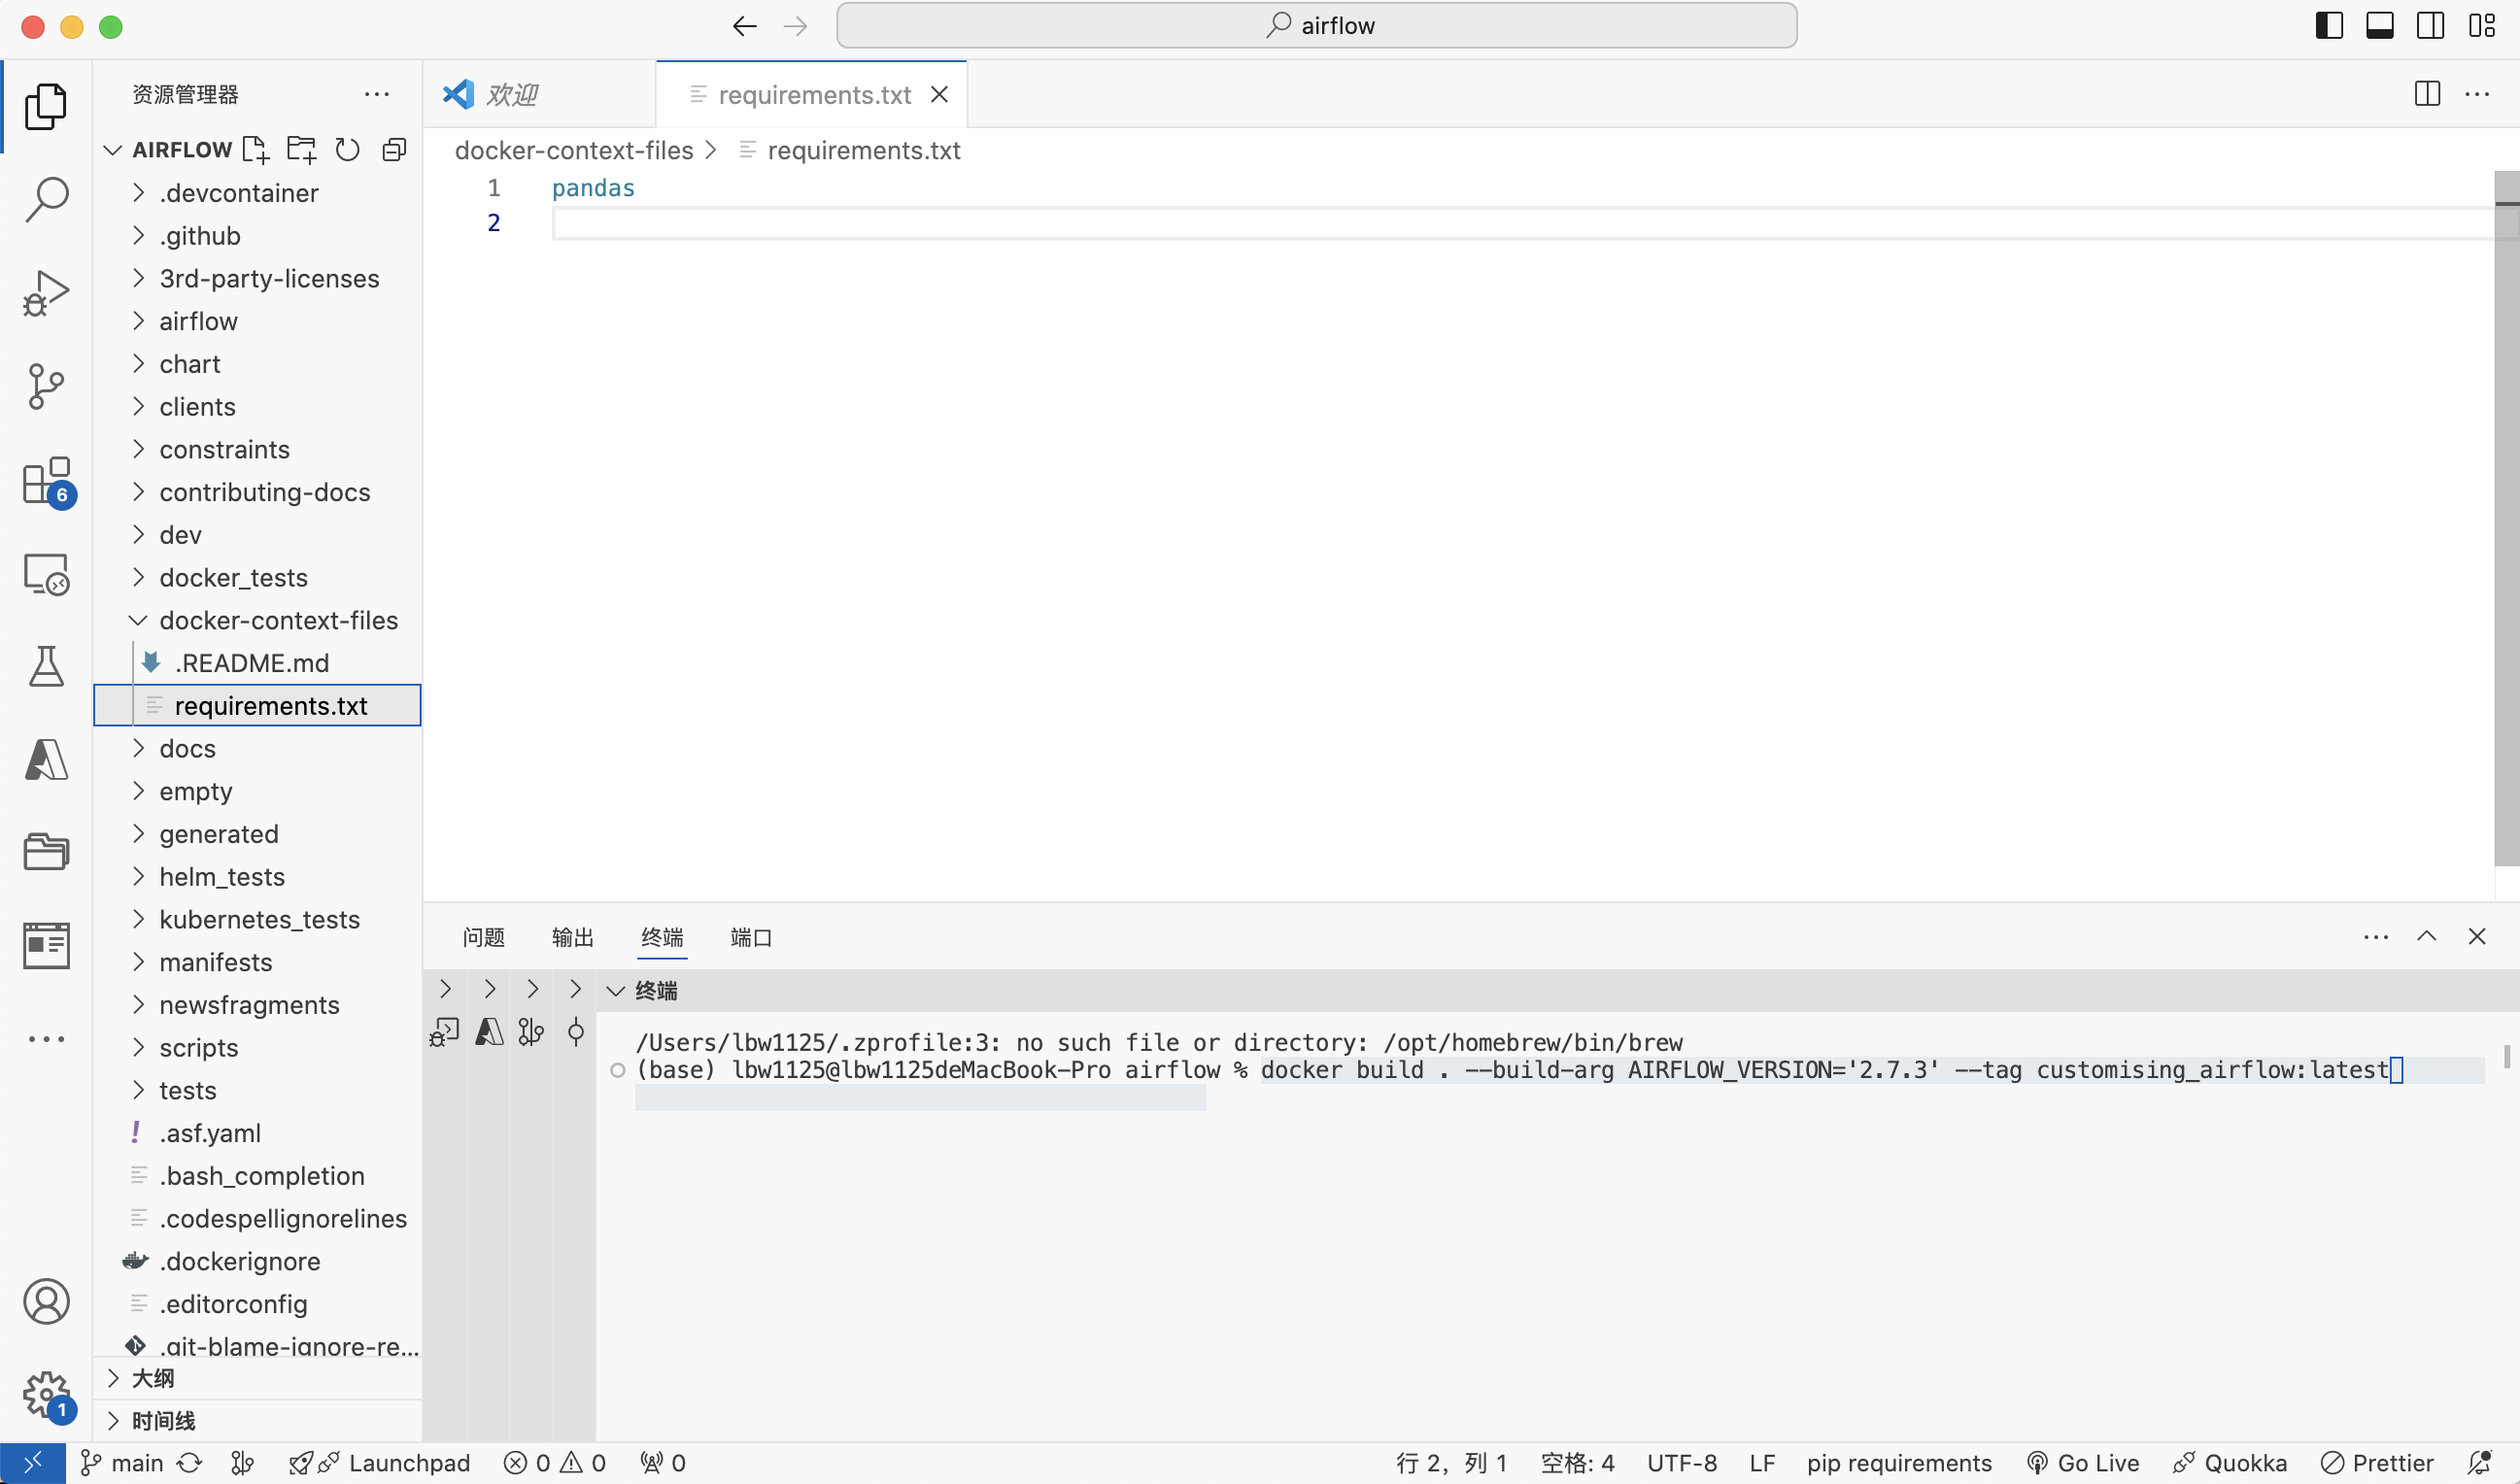 airflow
资源管理器
AIRFLOW
.devcontainer
.github
3rd-party-licenses
airflow
chart
clients
constraints
contributing-docs
dev
docker_tests
docker-context-files
.README.md
requirements.txt
docs
empty
generated
helm_tests
kubernetes_tests
manifests
newsfragments
scripts
tests
.asf.yaml
.bash_completion
.codespellignorelines
.dockerignore
.editorconfig
.git-blame-ignore-re...
大纲
时间线
6
1
欢迎
requirements.txt
docker-context-files > requirements.txt
1 pandas
2
问题 输出 终端 端口
终端
/Users/lbw1125/.zprofile:3: no such file or directory: /opt/homebrew/bin/brew
(base) lbw1125@lbw1125deMacBook-Pro airflow % docker build . --build-arg AIRFLOW_VERSION='2.7.3' --tag customising_airflow:latest
main Launchpad 0 0 0 行 2，列 1 空格: 4 UTF-8 LF pip requirements Go Live Quokka Prettier